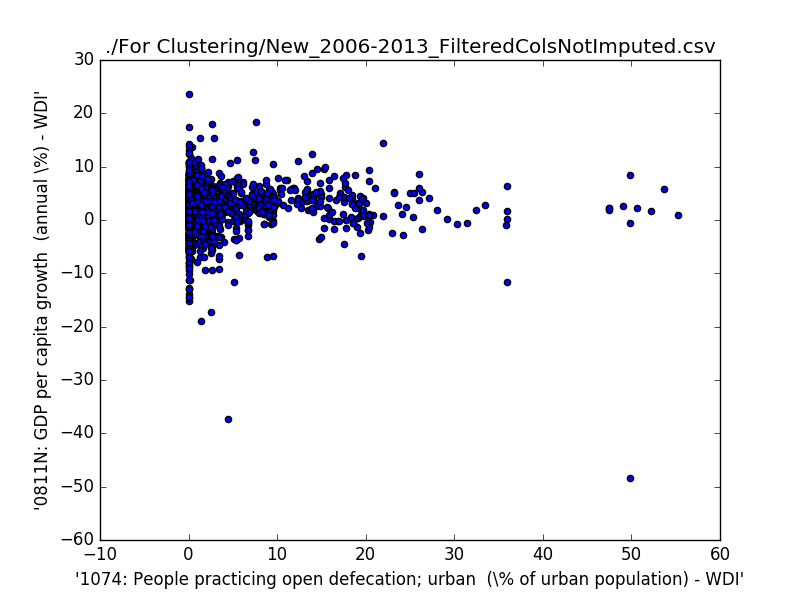 ./For Clustering/New_2006-2013_FilteredColsNotImputed.csv
30
20
10
0
−10
−20
−30
−40
−50
−60
'0811N: GDP per capita growth  (annual \%) - WDI'
−10 0 10 20 30 40 50 60
'1074: People practicing open defecation; urban  (\% of urban population) - WDI'